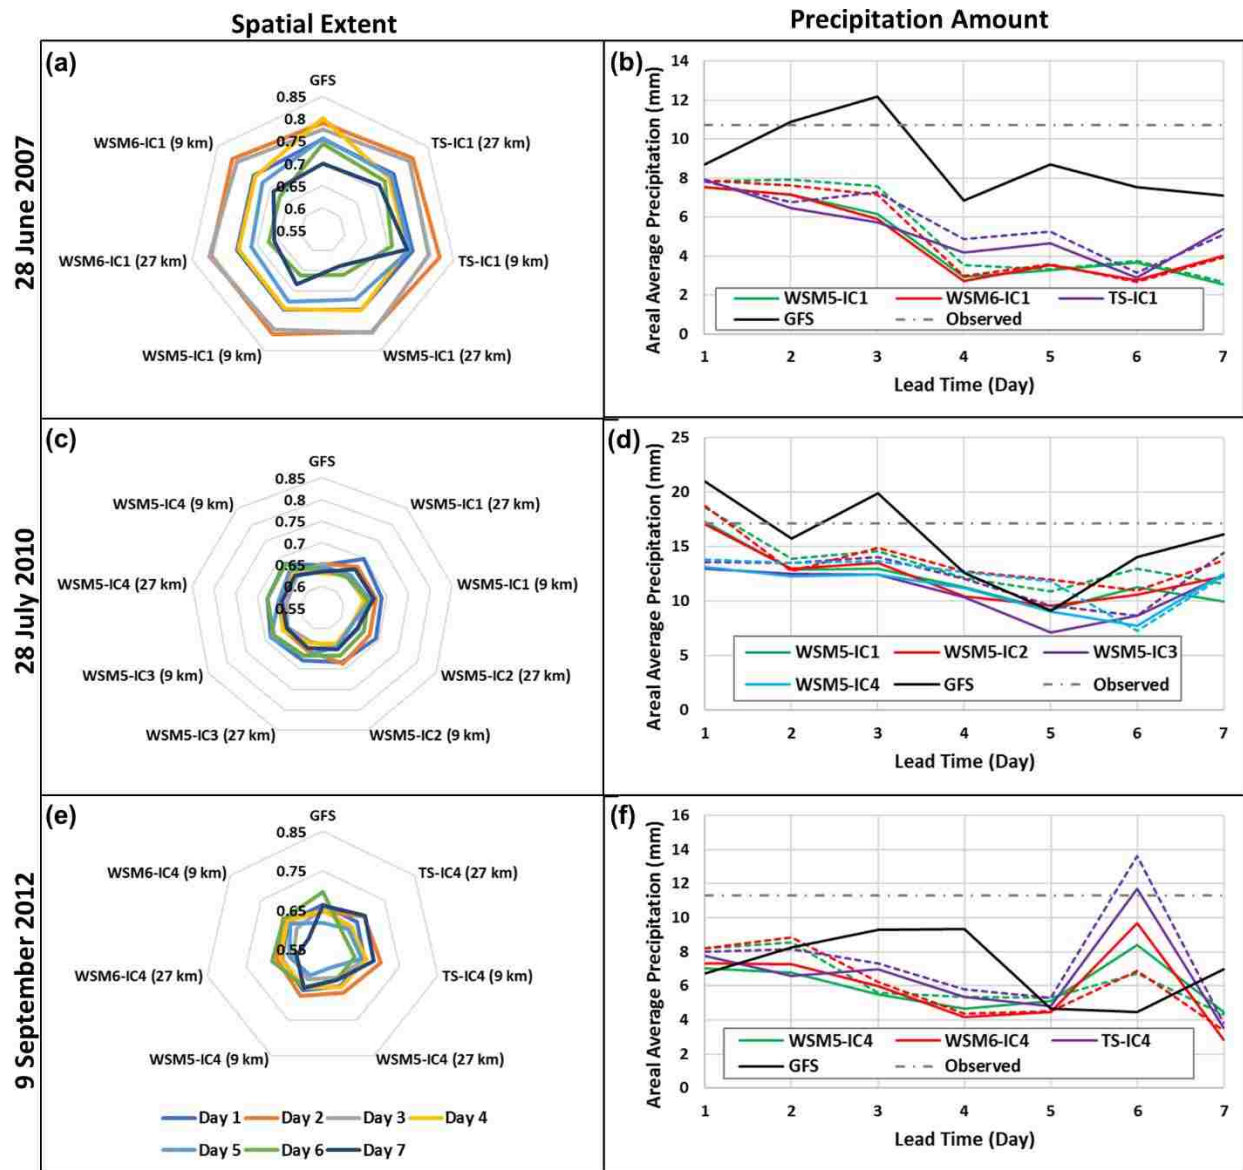 Spatial Extent
Precipitation Amount
28 June 2007
(a)
GFS
TS-IC1 (27 km)
TS-IC1 (9 km)
WSM5-IC1 (27 km)
WSM5-IC1 (9 km)
WSM6-IC1 (27 km)
WSM6-IC1 (9 km)
0.85
0.8
0.75
0.7
0.65
0.6
0.55
(b)
Areal Average Precipitation (mm)
14
12
10
8
6
4
2
0
WSM5-IC1 WSM6-IC1 TS-IC1
GFS Observed
1 2 3 4 5 6 7
Lead Time (Day)
28 July 2010
(c)
GFS
WSM5-IC1 (27 km)
WSM5-IC1 (9 km)
WSM5-IC2 (27 km)
WSM5-IC2 (9 km)
WSM5-IC3 (27 km)
WSM5-IC3 (9 km)
WSM5-IC4 (27 km)
WSM5-IC4 (9 km)
0.85
0.8
0.75
0.7
0.65
0.6
0.55
(d)
Areal Average Precipitation (mm)
25
20
15
10
5
0
WSM5-IC1 WSM5-IC2 WSM5-IC3
WSM5-IC4 GFS Observed
1 2 3 4 5 6 7
Lead Time (Day)
9 September 2012
(e)
GFS
TS-IC4 (27 km)
TS-IC4 (9 km)
WSM5-IC4 (27 km)
WSM5-IC4 (9 km)
WSM6-IC4 (27 km)
WSM6-IC4 (9 km)
0.85
0.75
0.65
0.55
Day 1 Day 2 Day 3 Day 4
Day 5 Day 6 Day 7
(f)
Areal Average Precipitation (mm)
16
14
12
10
8
6
4
2
0
WSM5-IC4 WSM6-IC4 TS-IC4
GFS Observed
1 2 3 4 5 6 7
Lead Time (Day)